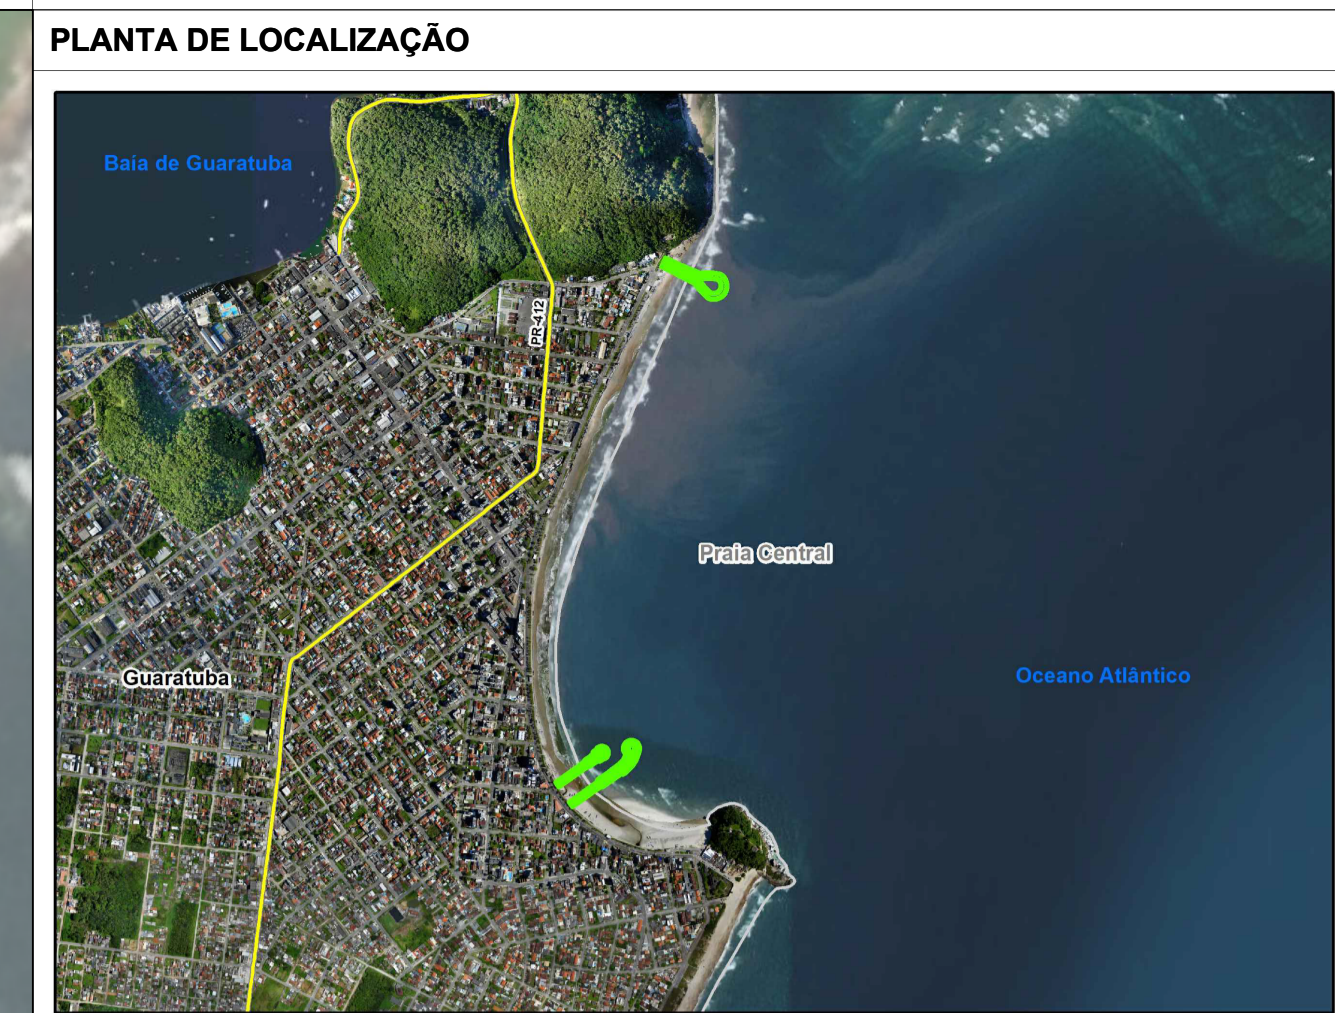 PLANTA DE LOCALIZAÇÃO
Baía de Guaratuba
PR-412
Praia Central
Guaratuba
Oceano Atlântico